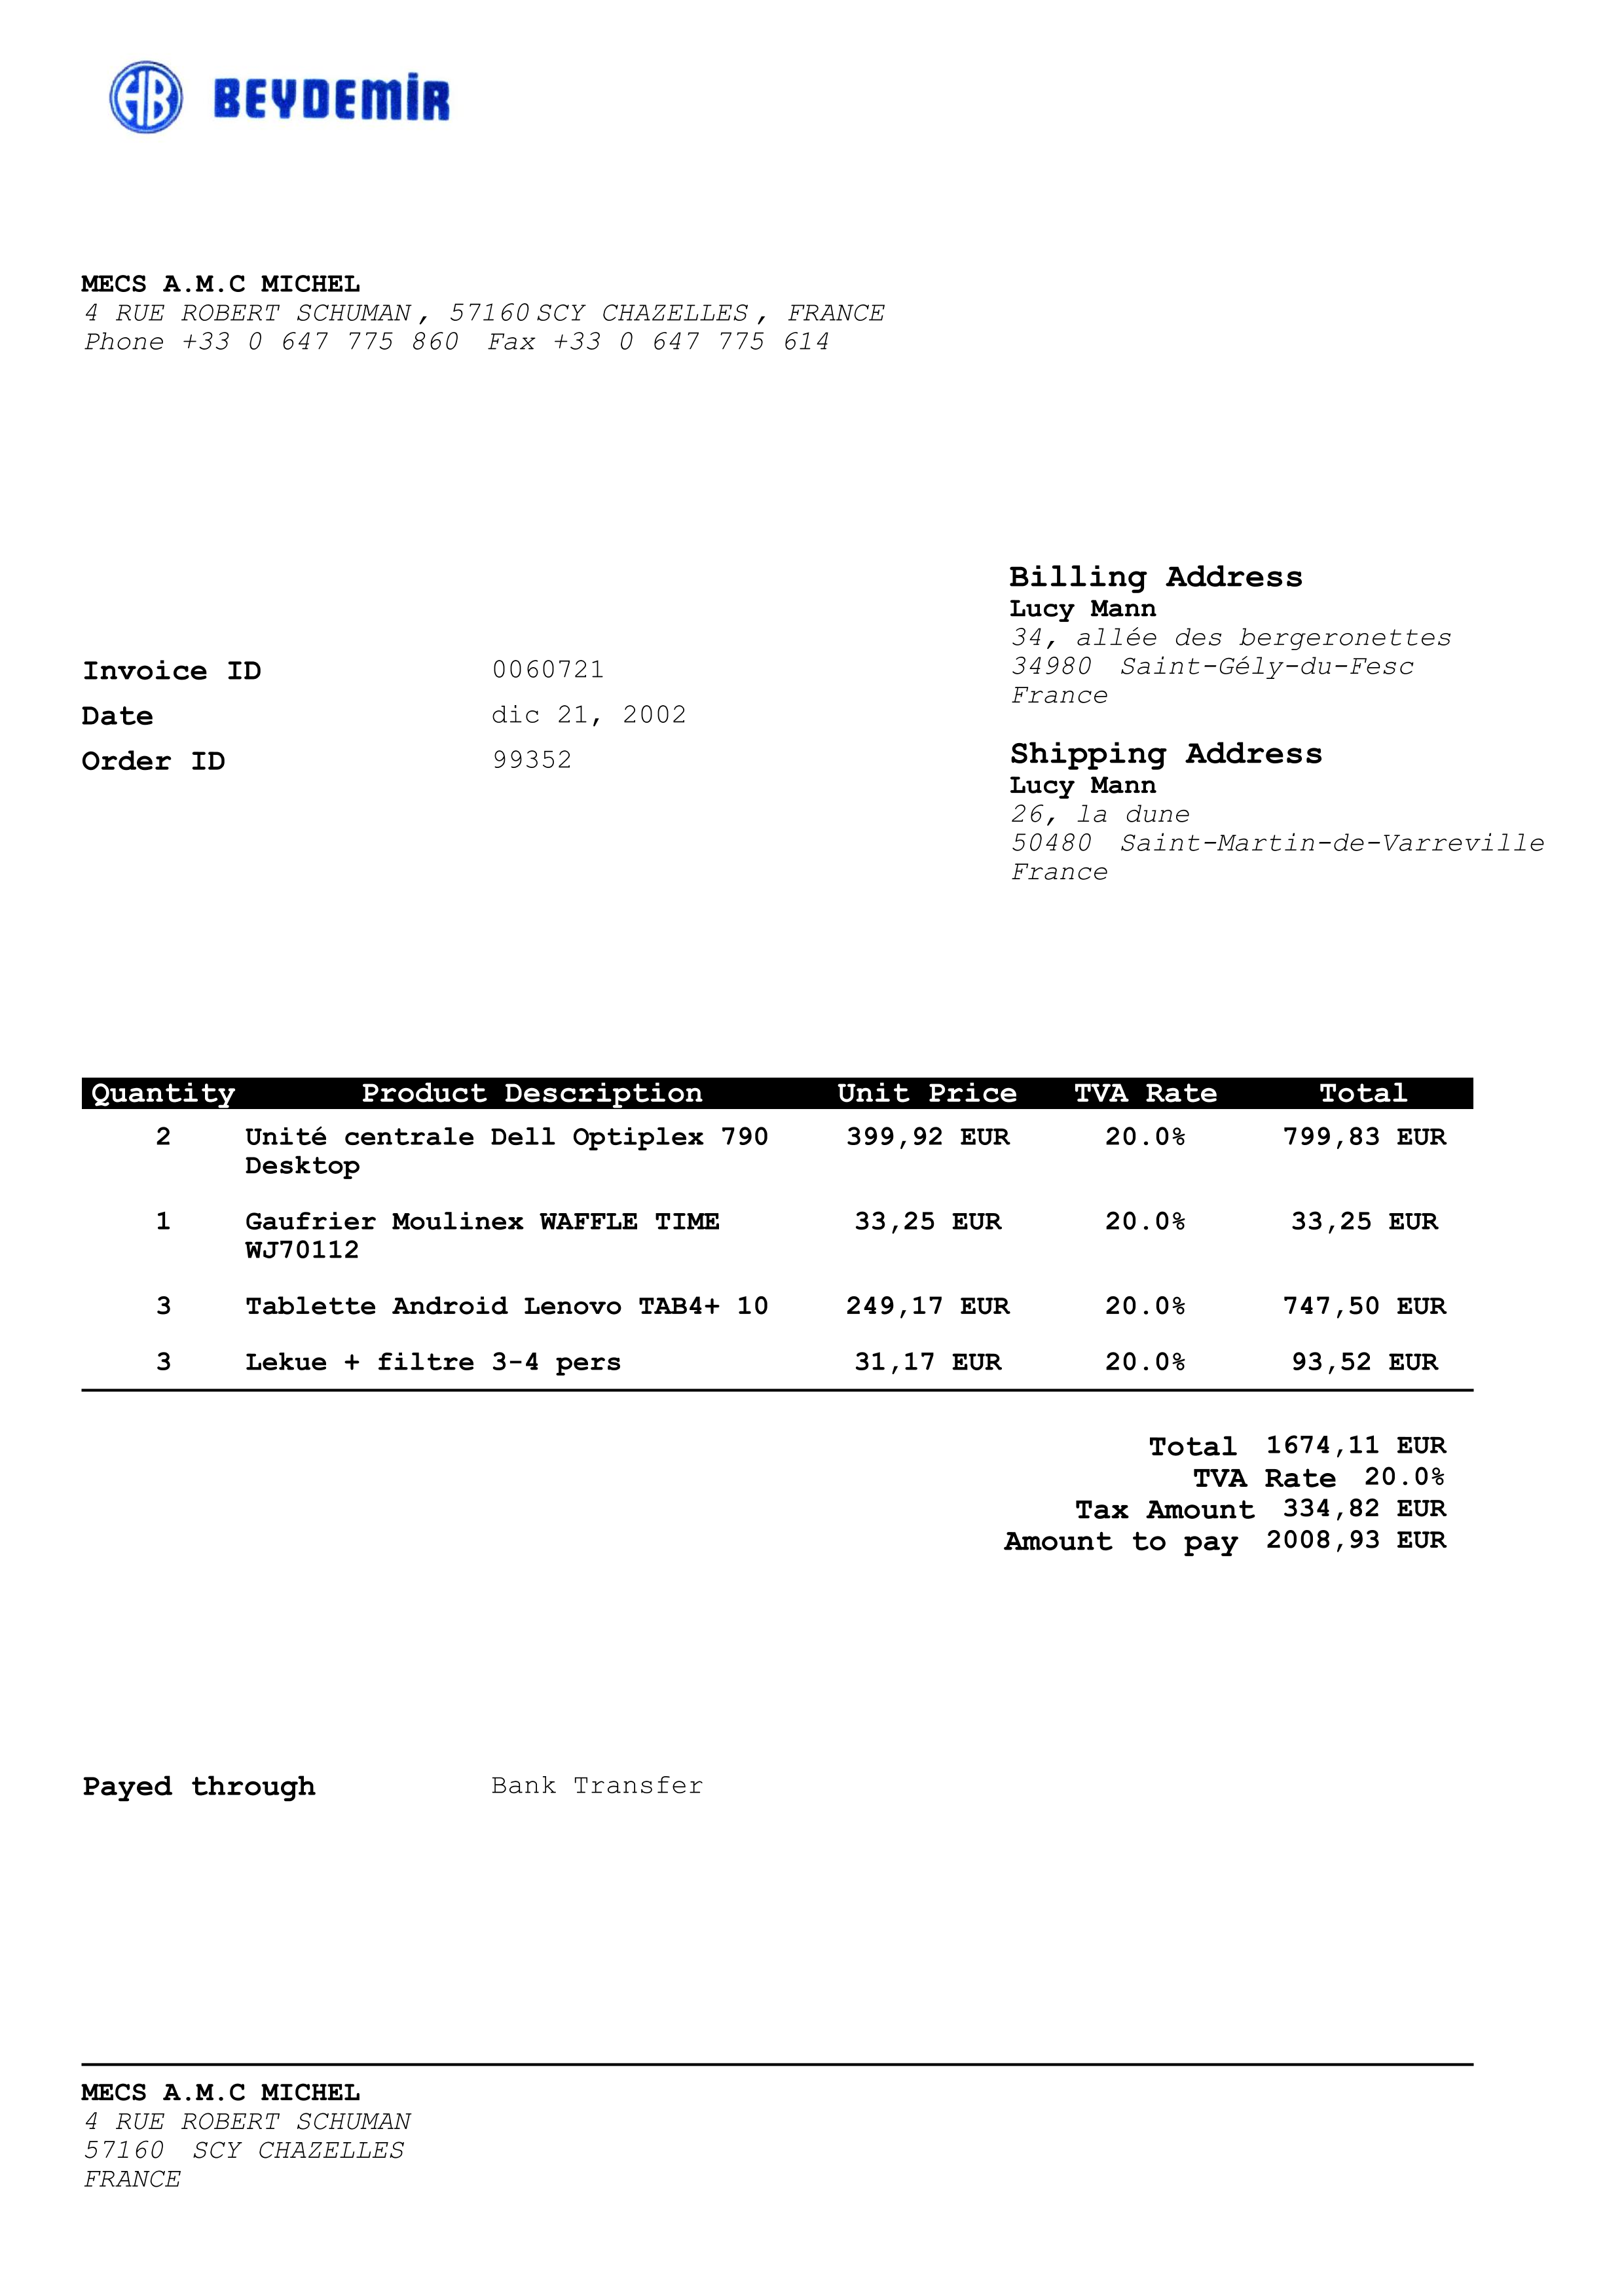 HB BEYDEMİR
MECS A.M.C MICHEL
4 RUE ROBERT SCHUMAN, 57160 SCY CHAZELLES, FRANCE
Phone +33 0 647 775 860 Fax +33 0 647 775 614
Billing Address
Lucy Mann
34, allée des bergeronettes
34980 Saint-Gély-du-Fesc
France
Invoice ID 0060721
Date dic 21, 2002
Order ID 99352
Shipping Address
Lucy Mann
26, la dune
50480 Saint-Martin-de-Varreville
France
Quantity Product Description Unit Price TVA Rate Total
2 Unité centrale Dell Optiplex 790 399,92 EUR 20.0% 799,83 EUR
Desktop
1 Gaufrier Moulinex WAFFLE TIME 33,25 EUR 20.0% 33,25 EUR
WJ70112
3 Tablette Android Lenovo TAB4+ 10 249,17 EUR 20.0% 747,50 EUR
3 Lekue + filtre 3-4 pers 31,17 EUR 20.0% 93,52 EUR
Total 1674,11 EUR
TVA Rate 20.0%
Tax Amount 334,82 EUR
Amount to pay 2008,93 EUR
Payed through Bank Transfer
MECS A.M.C MICHEL
4 RUE ROBERT SCHUMAN
57160 SCY CHAZELLES
FRANCE